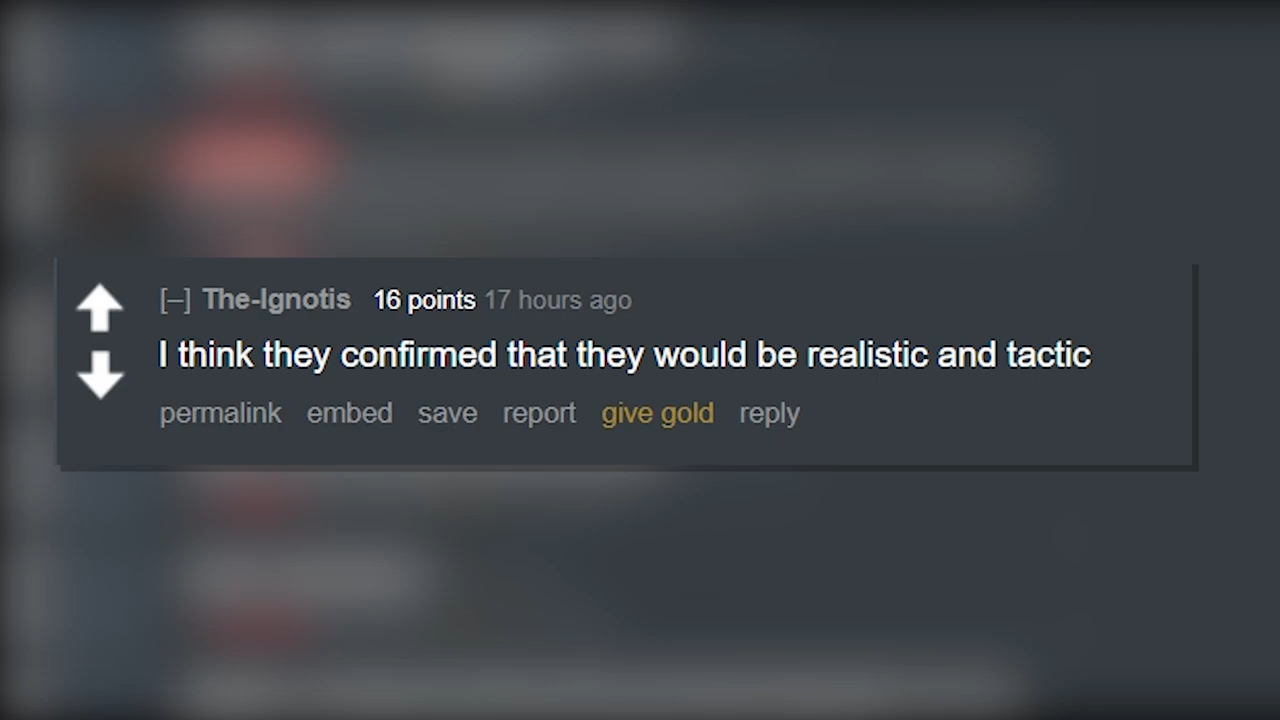 [–] The-Ignotis 16 points 17 hours ago
I think they confirmed that they would be realistic and tactic
permalink embed save report give gold reply